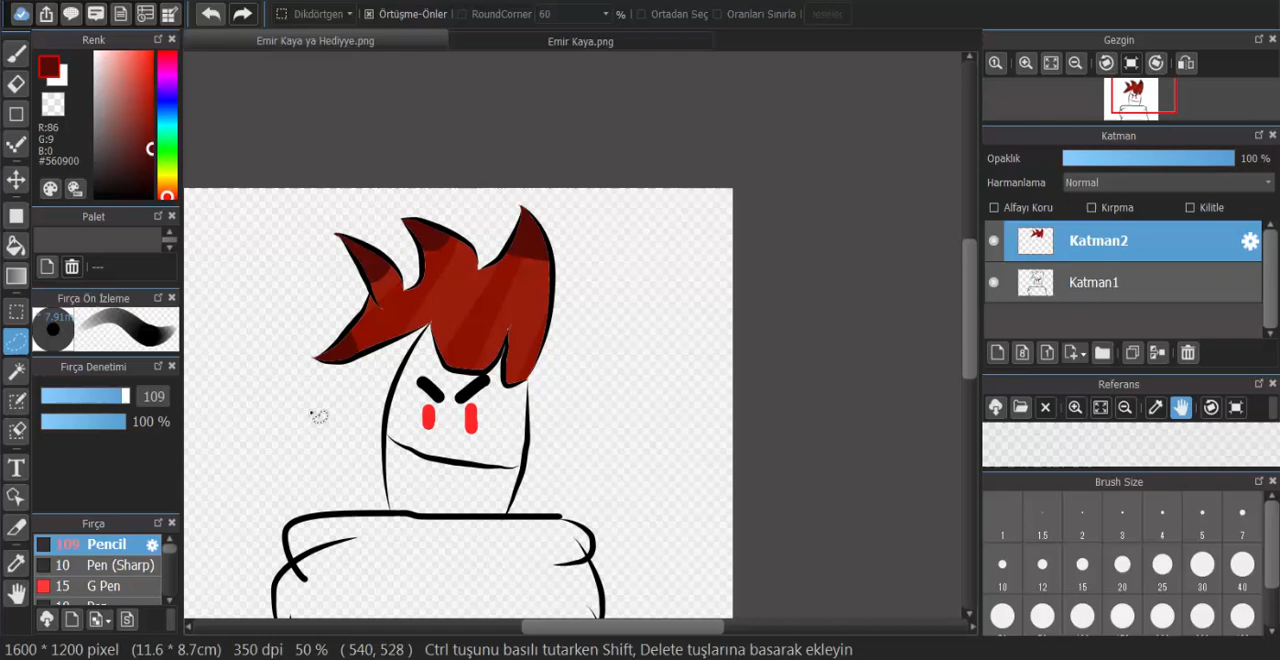 Dikdörtgen
Örtüşme-Önler
RoundCorner
60
%
Ortadan Seç
Oranları Sınırla
Renk
Emir Kaya ya Hediyye.png
Emir Kaya.png
Gezgin
R:86
G:9
B:0
#560900
Katman
Opaklık
100 %
Harmanlama
Normal
Alfayı Koru
Kırpma
Kilitle
Palet
---
Katman2
Katman1
Fırça Ön İzleme
Fırça Denetimi
109
100 %
Referans
Brush Size
1
1.5
2
3
4
5
7
10
12
15
20
25
30
40
Fırça
109 Pencil
10 Pen (Sharp)
15 G Pen
T
1600 * 1200 pixel
(11.6 * 8.7cm)
350 dpi
50 %
( 540, 528 )
Ctrl tuşunu basılı tutarken Shift, Delete tuşlarına basarak ekleyin